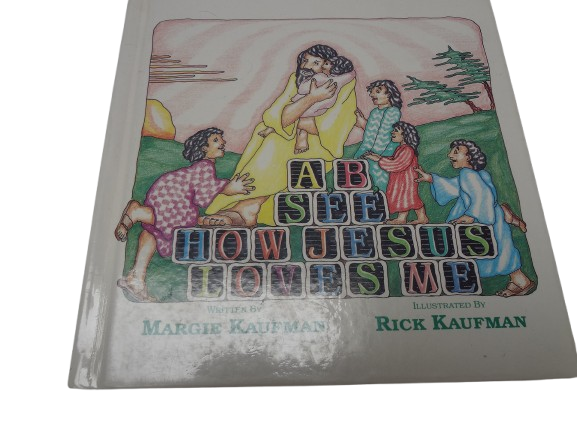 A B
SEE
HOW JESUS
LOVES ME
WRITTEN BY
MARGIE KAUFMAN
ILLUSTRATED BY
RICK KAUFMAN